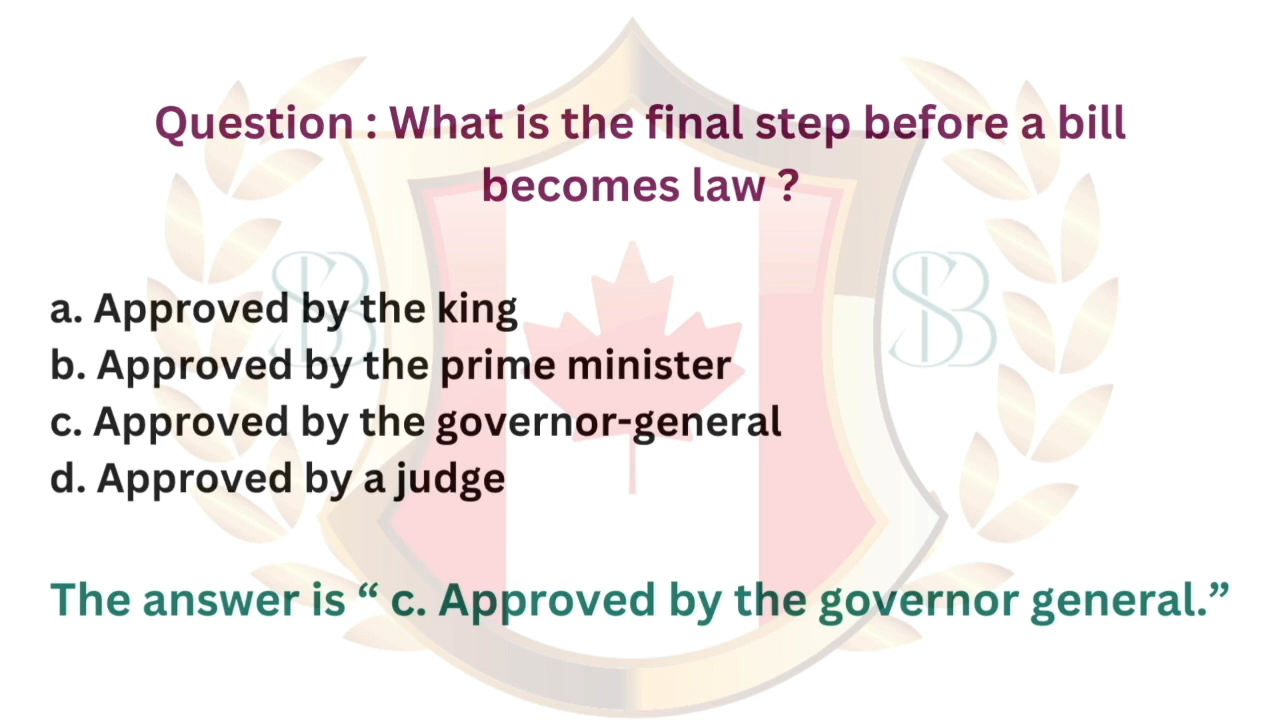 Question : What is the final step before a bill
becomes law ?
a. Approved by the king
b. Approved by the prime minister
c. Approved by the governor-general
d. Approved by a judge
The answer is “ c. Approved by the governor general.”